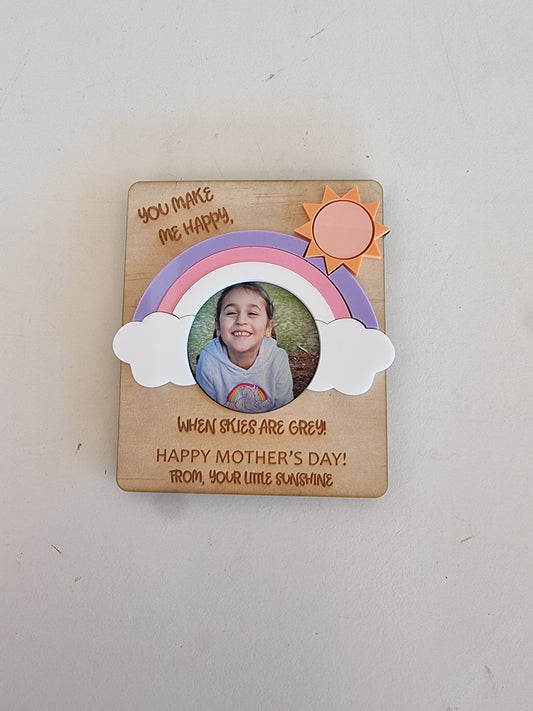 YOU MAKE
ME HAPPY,
WHEN SKIES ARE GREY!
HAPPY MOTHER'S DAY!
FROM, YOUR LITTLE SUNSHINE